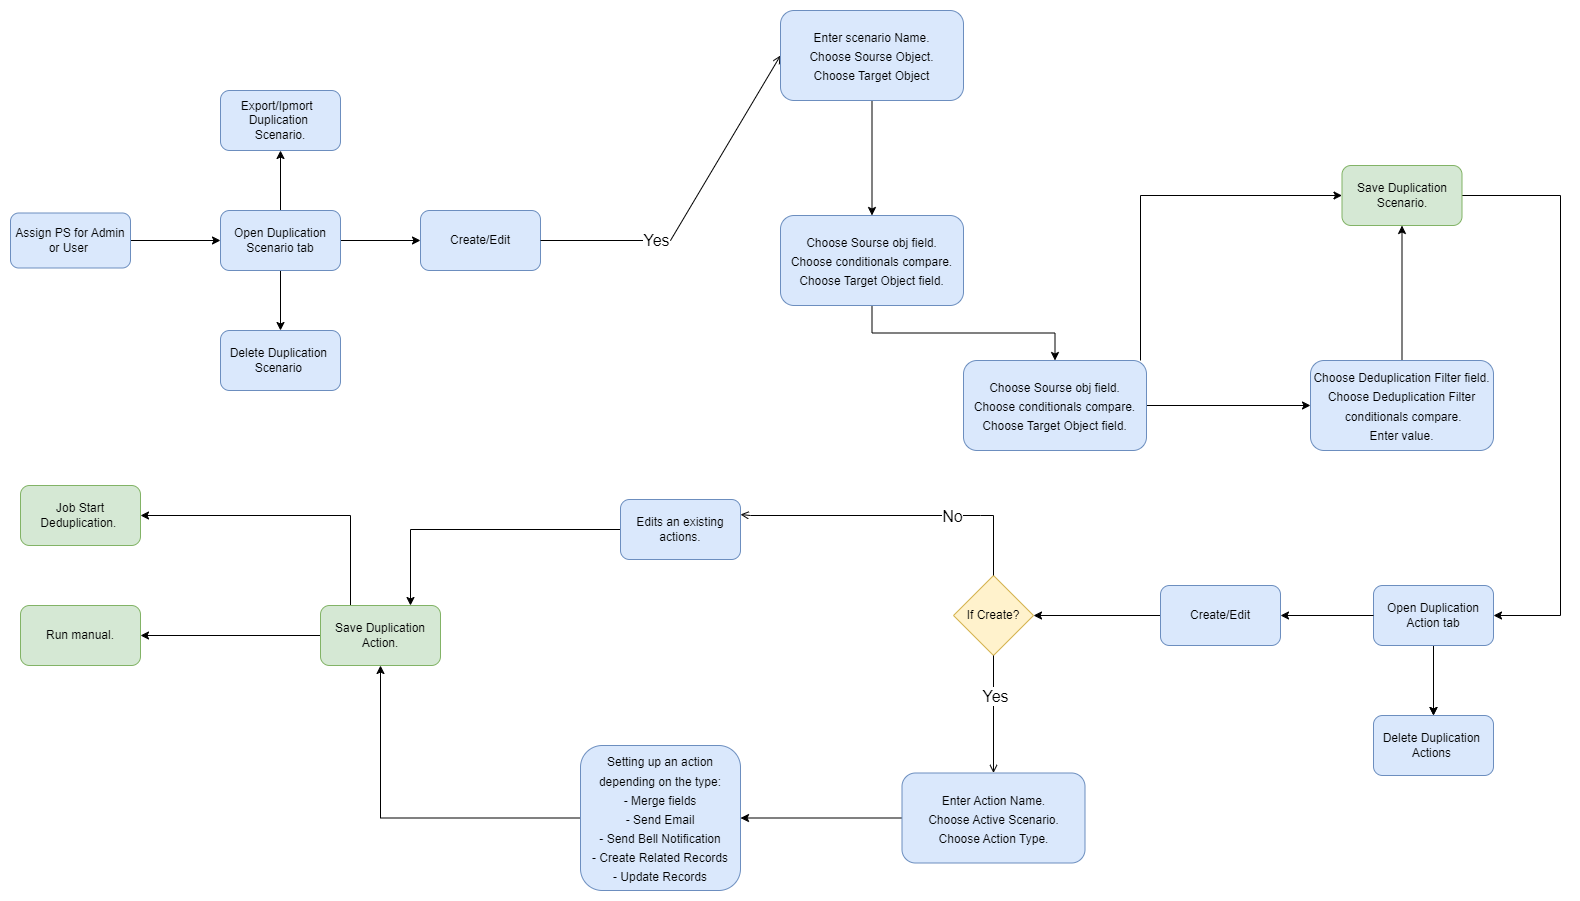 Enter scenario Name.
Choose Sourse Object.
Choose Target Object
Export/Ipmort
Duplication
Scenario.
Assign PS for Admin
or User
Open Duplication
Scenario tab
Create/Edit
Yes
Delete Duplication
Scenario
Choose Sourse obj field.
Choose conditionals compare.
Choose Target Object field.
Choose Sourse obj field.
Choose conditionals compare.
Choose Target Object field.
Choose Deduplication Filter field.
Choose Deduplication Filter
conditionals compare.
Enter value.
Save Duplication
Scenario.
Open Duplication
Action tab
Delete Duplication
Actions
Create/Edit
If Create?
No
Edits an existing
actions.
Yes
Enter Action Name.
Choose Active Scenario.
Choose Action Type.
Setting up an action
depending on the type:
- Merge fields
- Send Email
- Send Bell Notification
- Create Related Records
- Update Records
Save Duplication
Action.
Job Start
Deduplication.
Run manual.